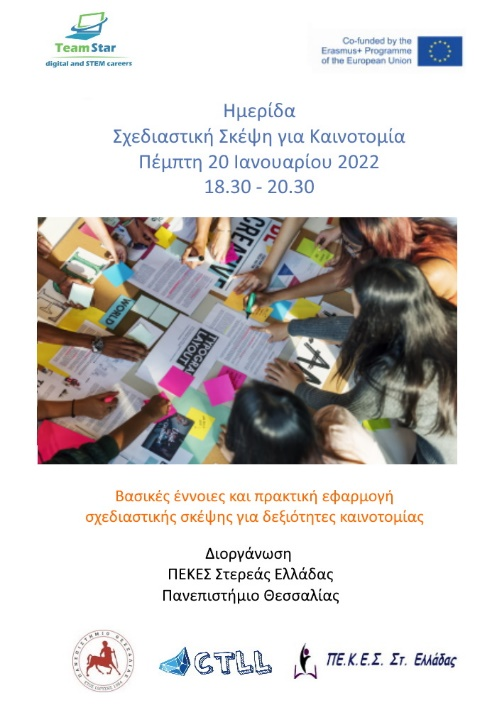 TeamStar
digital and STEM careers
Co-funded by the
Erasmus+ Programme
of the European Union
Ημερίδα
Σχεδιαστική Σκέψη για Καινοτομία
Πέμπτη 20 Ιανουαρίου 2022
18.30 - 20.30
CREATIVE
WORLD
TYPOGRAPHY
LAYOUT
Βασικές έννοιες και πρακτική εφαρμογή
σχεδιαστικής σκέψης για δεξιότητες καινοτομίας
Διοργάνωση
ΠΕΚΕΣ Στερεάς Ελλάδας
Πανεπιστήμιο Θεσσαλίας
ΠΑΝΕΠΙΣΤΗΜΙΟ ΘΕΣΣΑΛΙΑΣ
CTLL
ΠΕ.Κ.Ε.Σ. Στ. Ελλάδας